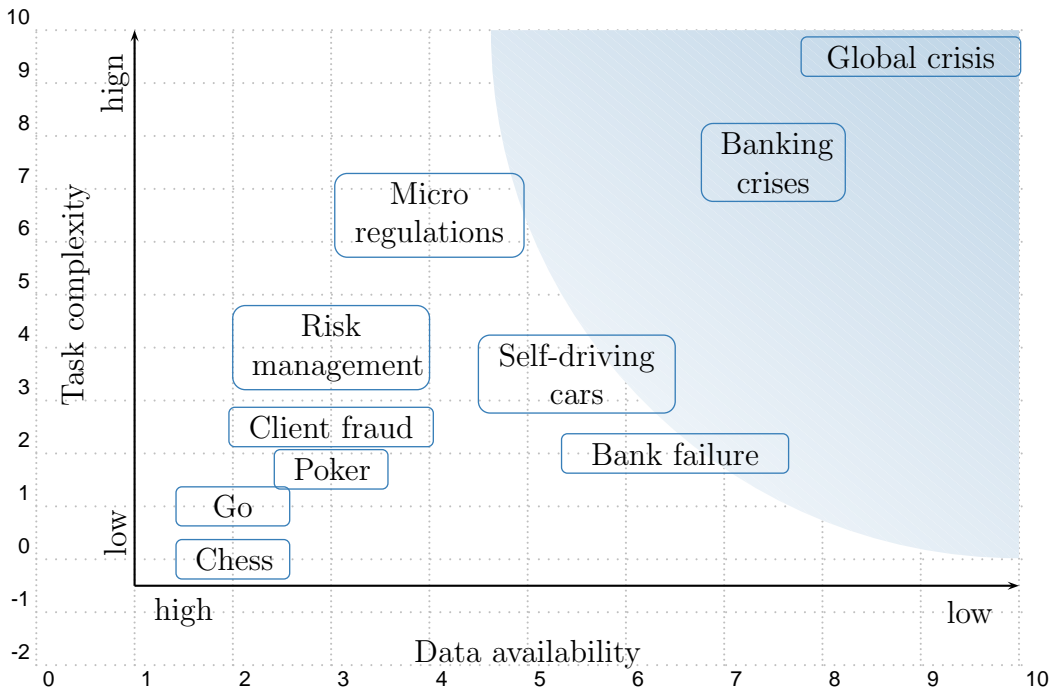 10
9
8
7
6
5
4
3
2
1
0
-1
-2
Task complexity
hign
low
Global crisis
Banking
crises
Micro
regulations
Risk
management
Self-driving
cars
Client fraud
Bank failure
Poker
Go
Chess
high
low
Data availability
0 1 2 3 4 5 6 7 8 9 10